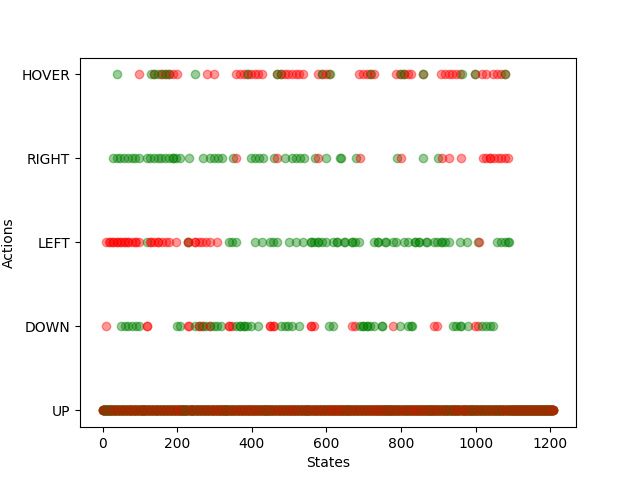 HOVER
RIGHT
LEFT
DOWN
UP
Actions
0
200
400
600
800
1000
1200
States